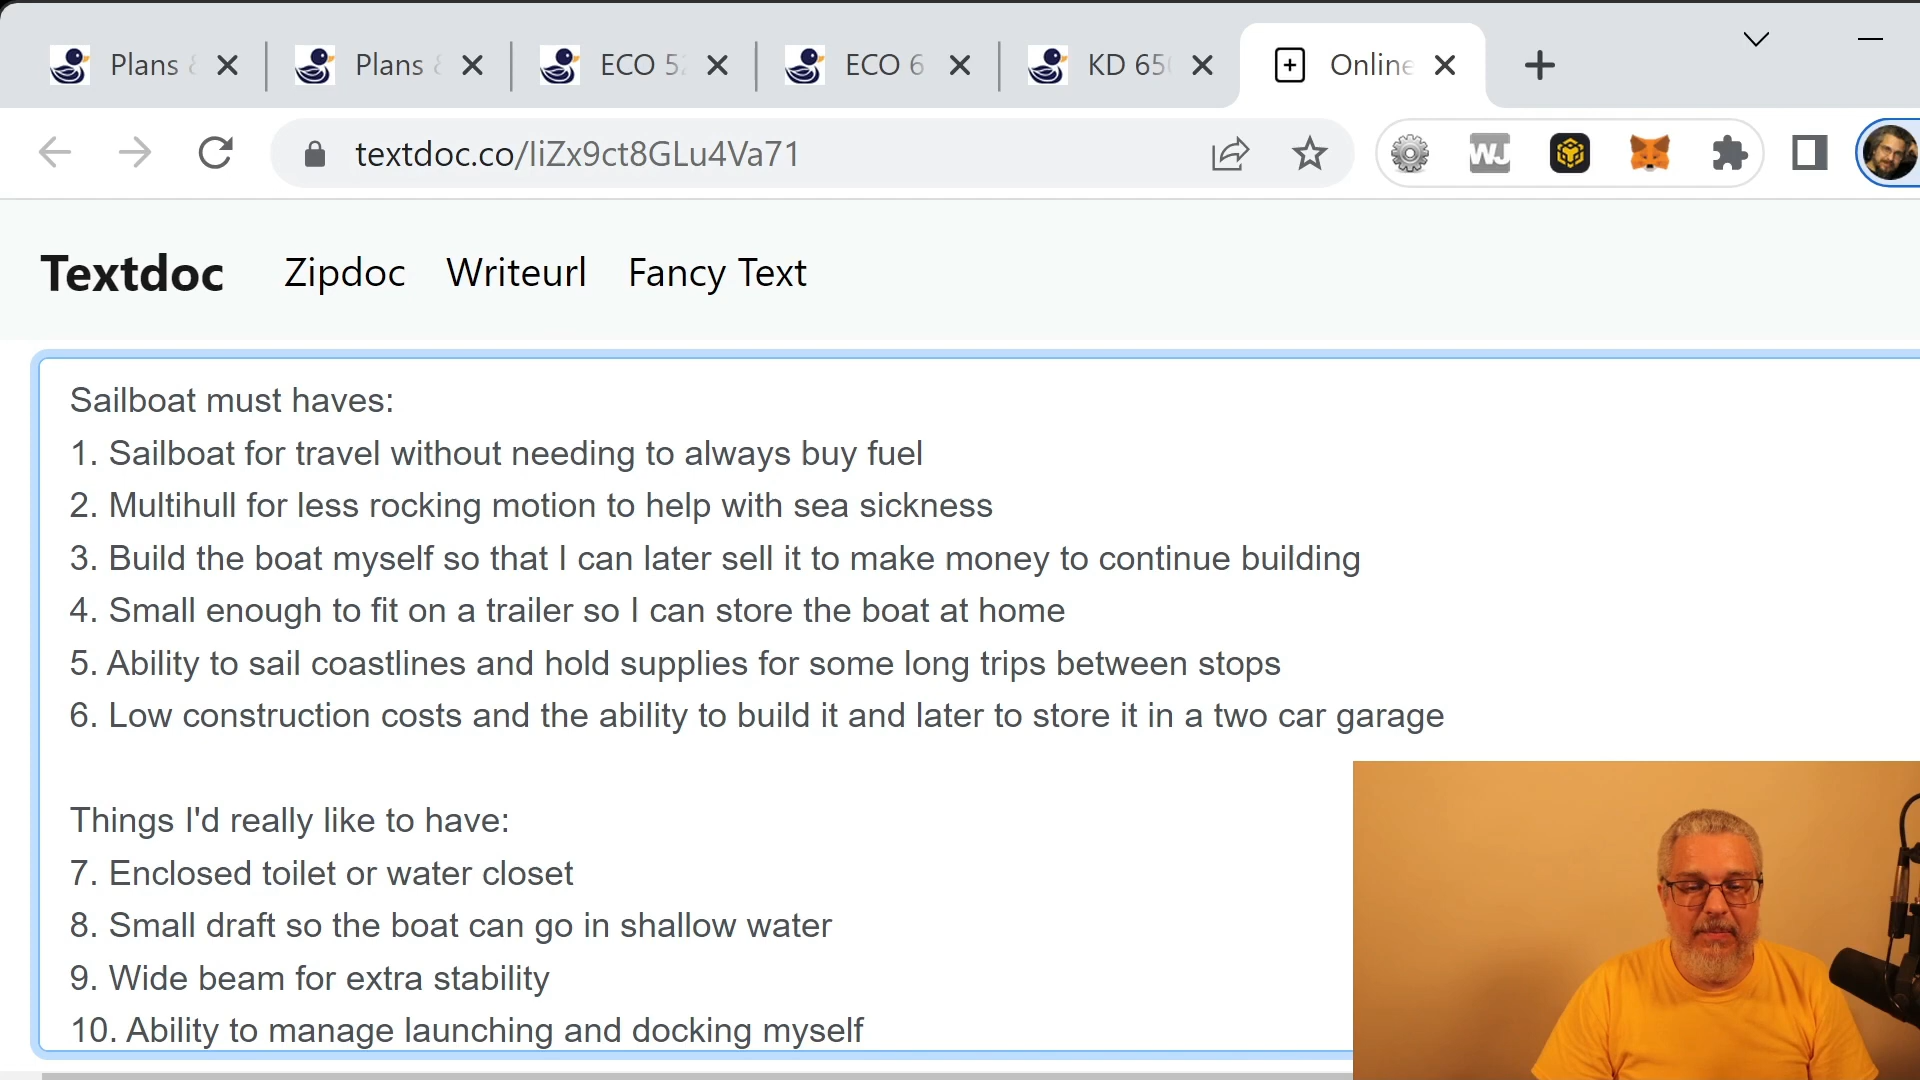 Plans &
Plans &
ECO 52
ECO 6
KD 650
Online
textdoc.co/IiZx9ct8GLu4Va71
WJ
Textdoc
Zipdoc
Writeurl
Fancy Text
Sailboat must haves:
1. Sailboat for travel without needing to always buy fuel
2. Multihull for less rocking motion to help with sea sickness
3. Build the boat myself so that I can later sell it to make money to continue building
4. Small enough to fit on a trailer so I can store the boat at home
5. Ability to sail coastlines and hold supplies for some long trips between stops
6. Low construction costs and the ability to build it and later to store it in a two car garage
Things I'd really like to have:
7. Enclosed toilet or water closet
8. Small draft so the boat can go in shallow water
9. Wide beam for extra stability
10. Ability to manage launching and docking myself